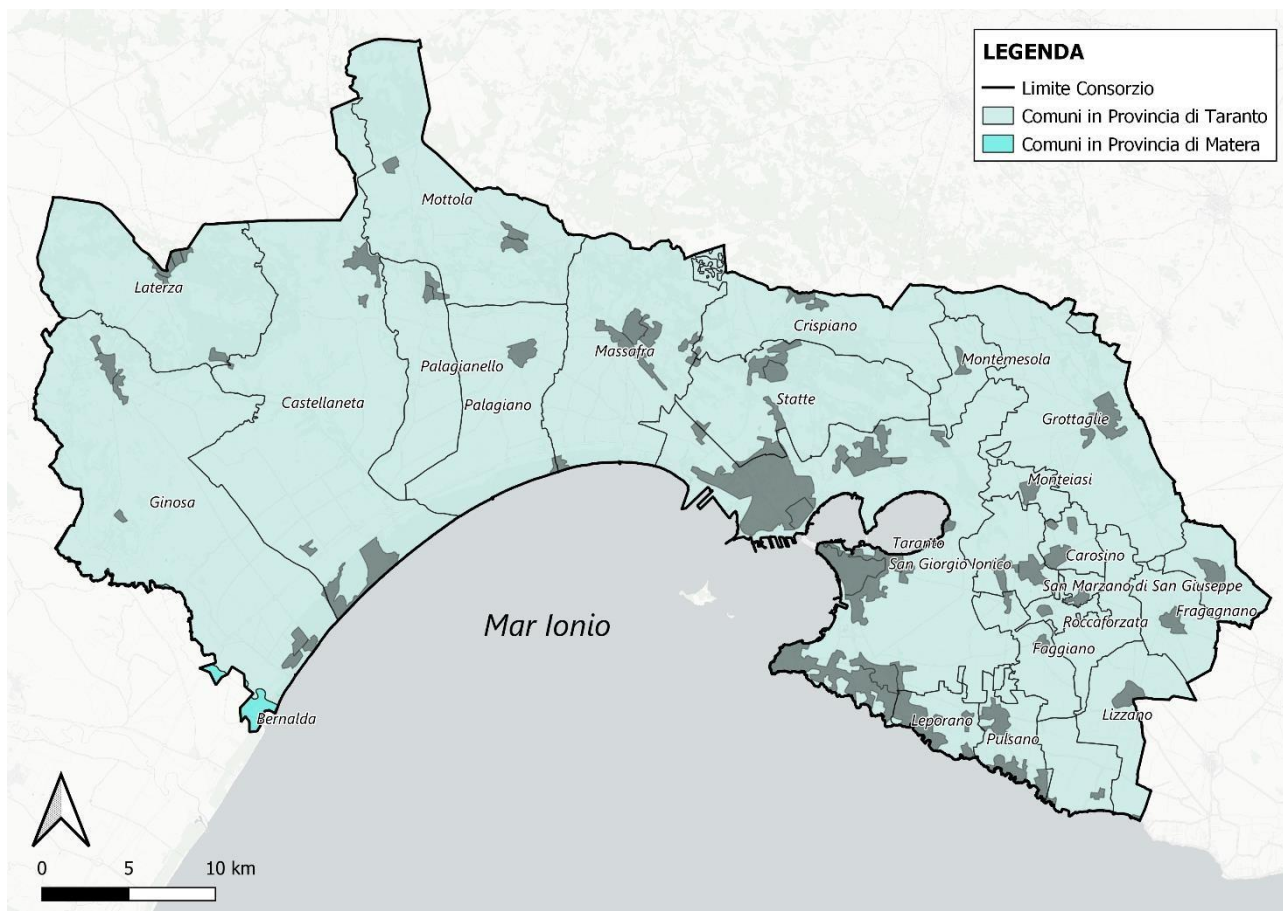 LEGENDA
Limite Consorzio
Comuni in Provincia di Taranto
Comuni in Provincia di Matera
Mottola
Laterza
Crispiano
Massafra
Montemesola
Palagianello
Castellaneta
Palagiano
Statte
Grottaglie
Ginosa
Monteiasi
Taranto
Carosino
San Giorgio Ionico
San Marzano di San Giuseppe
Fragagnano
Roccaforzata
Mar Ionio
Faggiano
Bernalda
Leporano
Lizzano
Pulsano
0 5 10 km